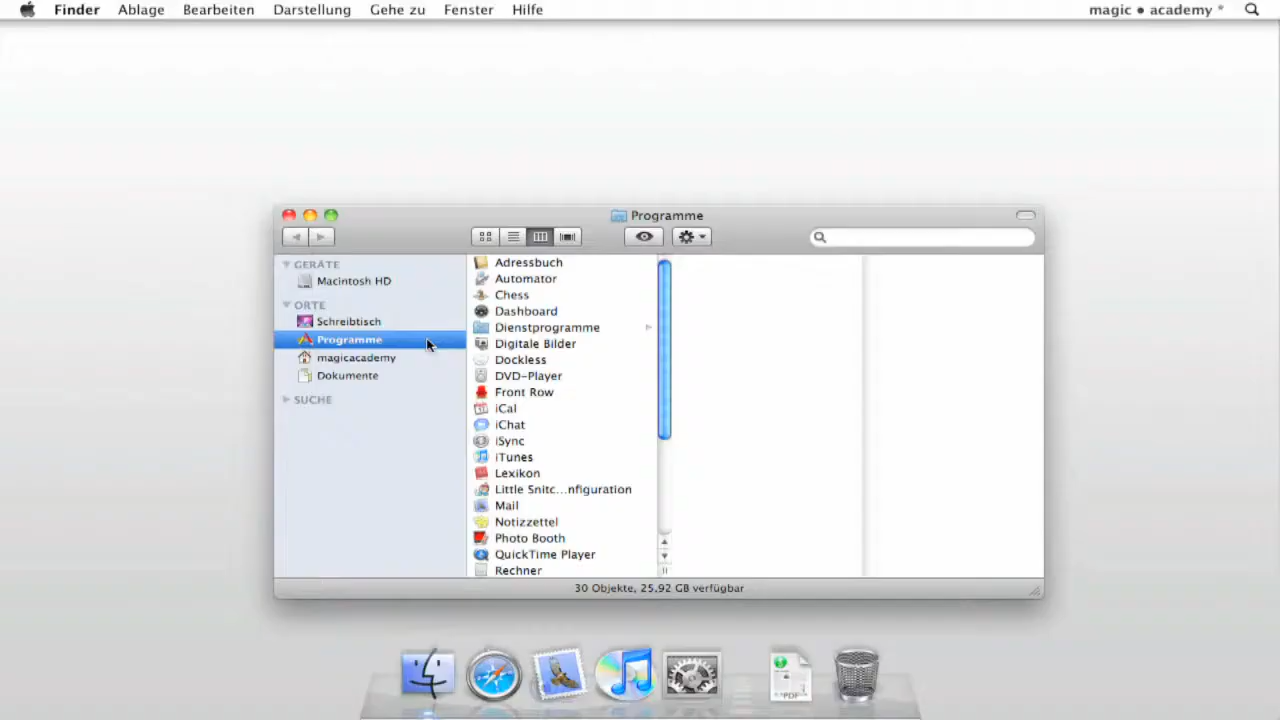 Finder Ablage Bearbeiten Darstellung Gehe zu Fenster Hilfe magic • academy *
Programme
GERÄTE
Macintosh HD
ORTE
Schreibtisch
Programme
magicacademy
Dokumente
SUCHE
Adressbuch
Automator
Chess
Dashboard
Dienstprogramme
Digitale Bilder
Dockless
DVD-Player
Front Row
iCal
iChat
iSync
iTunes
Lexikon
Little Snitc...nfiguration
Mail
Notizzettel
Photo Booth
QuickTime Player
Rechner
30 Objekte, 25,92 GB verfügbar
PDF